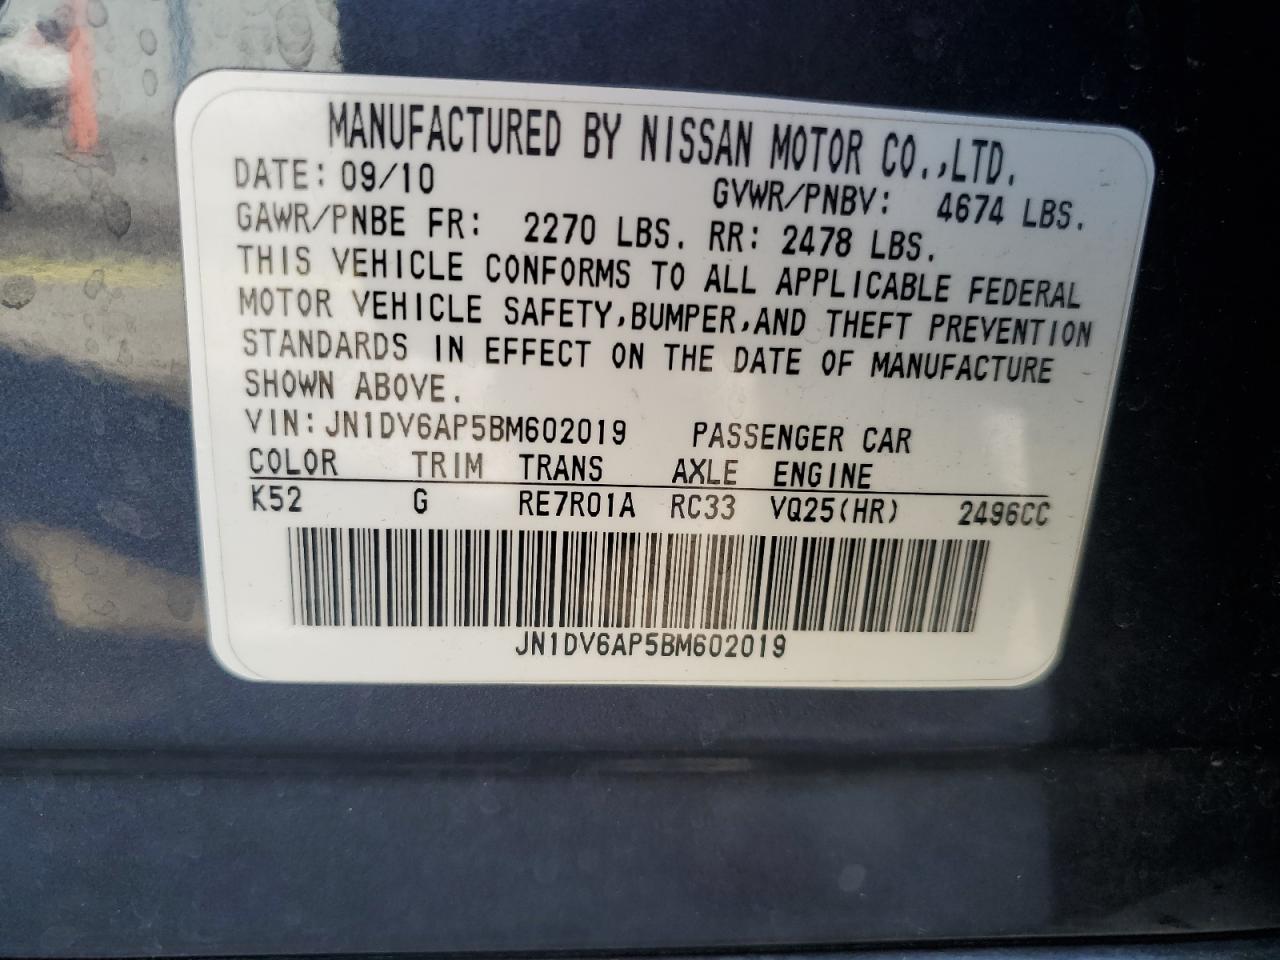 MANUFACTURED BY NISSAN MOTOR CO.,LTD.
DATE: 09/10 GVWR/PNBV: 4674 LBS.
GAWR/PNBE FR: 2270 LBS. RR: 2478 LBS.
THIS VEHICLE CONFORMS TO ALL APPLICABLE FEDERAL
MOTOR VEHICLE SAFETY,BUMPER,AND THEFT PREVENTION
STANDARDS IN EFFECT ON THE DATE OF MANUFACTURE
SHOWN ABOVE.
VIN:JN1DV6AP5BM602019 PASSENGER CAR
COLOR TRIM TRANS AXLE ENGINE
K52 G RE7R01A RC33 VQ25(HR) 2496CC
JN1DV6AP5BM602019